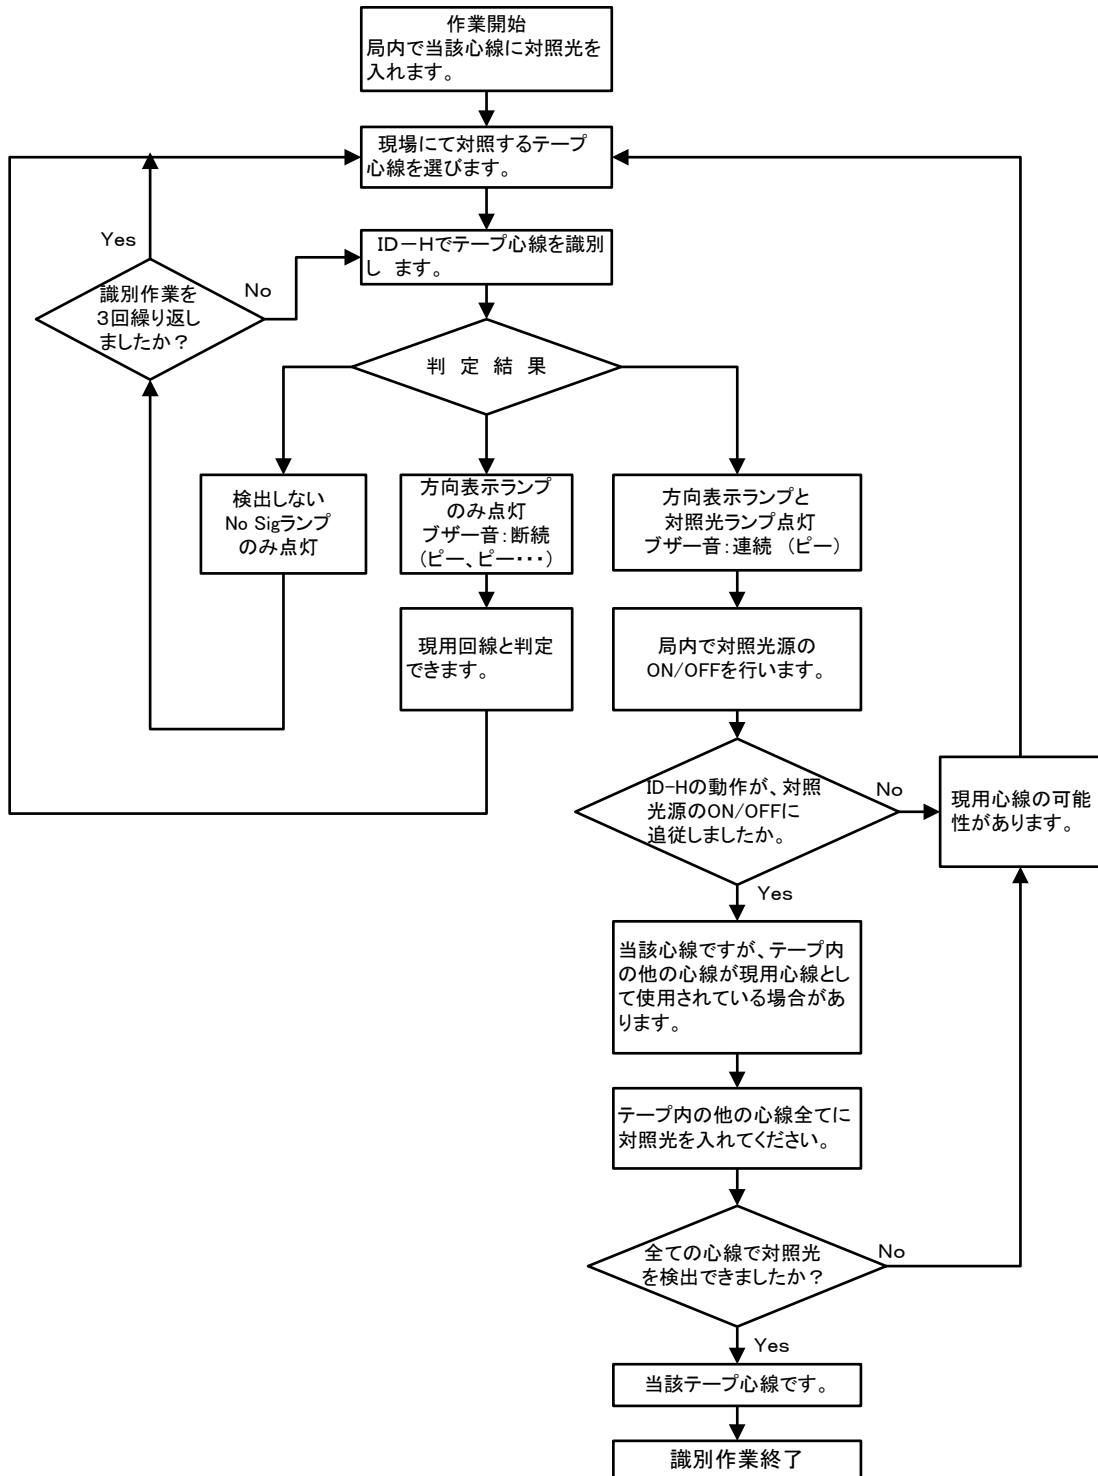 作業開始
局内で当該心線に対照光を
入れます。
現場にて対照するテープ
心線を選びます。
Yes
ID－Hでテープ心線を識別
し　ます。
識別作業を
３回繰り返し
ましたか？
No
判　定　結　果
検出しない
No Sigランプ
のみ点灯
方向表示ランプ
のみ点灯
ブザー音：断続
（ピー、ピー・・・）
方向表示ランプと
対照光ランプ点灯
ブザー音：連続　（ピー）
現用回線と判定
できます。
局内で対照光源の
ON/OFFを行います。
ID-Hの動作が、対照
光源のON/OFFに
追従しましたか。
No
現用心線の可能
性があります。
Yes
当該心線ですが、テープ内
の他の心線が現用心線とし
て使用されている場合があ
ります。
テープ内の他の心線全てに
対照光を入れてください。
全ての心線で対照光
を検出できましたか？
No
Yes
当該テープ心線です。
識別作業終了